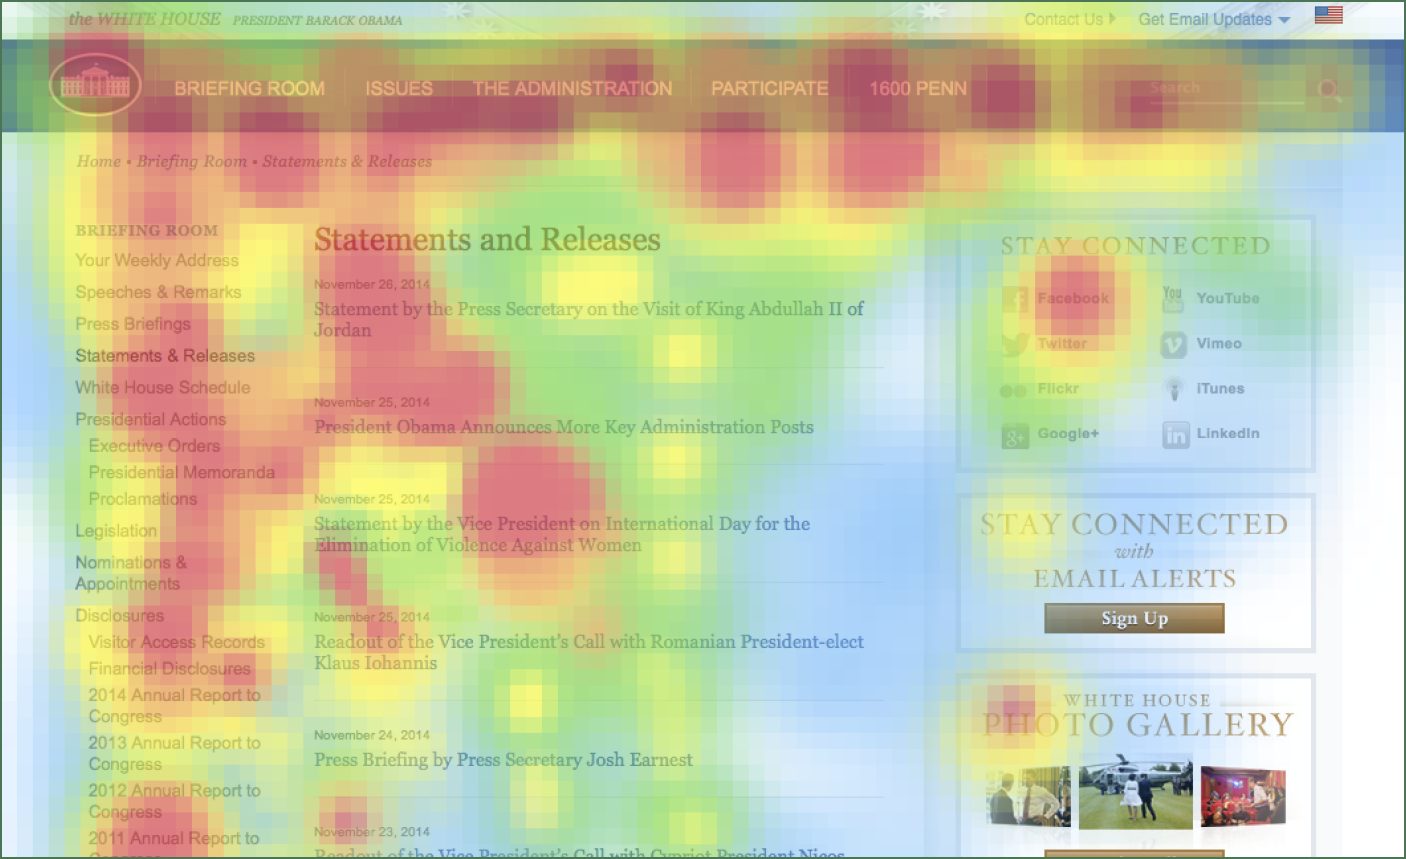 the WHITE HOUSE PRESIDENT BARACK OBAMA
Contact Us Get Email Updates
BRIEFING ROOM ISSUES THE ADMINISTRATION PARTICIPATE 1600 PENN Search
Home • Briefing Room • Statements & Releases
BRIEFING ROOM
Your Weekly Address
Speeches & Remarks
Press Briefings
Statements & Releases
White House Schedule
Presidential Actions
Executive Orders
Presidential Memoranda
Proclamations
Legislation
Nominations &
Appointments
Disclosures
Visitor Access Records
Financial Disclosures
2014 Annual Report to
Congress
2013 Annual Report to
Congress
2012 Annual Report to
Congress
2011 Annual Report to
Congress
Statements and Releases
November 26, 2014
Statement by the Press Secretary on the Visit of King Abdullah II of
Jordan
November 25, 2014
President Obama Announces More Key Administration Posts
November 25, 2014
Statement by the Vice President on International Day for the
Elimination of Violence Against Women
November 25, 2014
Readout of the Vice President's Call with Romanian President-elect
Klaus Iohannis
November 24, 2014
Press Briefing by Press Secretary Josh Earnest
November 23, 2014
Readout of the Vice President's Call with Cypriot President Nicos
STAY CONNECTED
Facebook YouTube
Twitter Vimeo
Flickr iTunes
Google+ LinkedIn
STAY CONNECTED
with
EMAIL ALERTS
Sign Up
WHITE HOUSE
PHOTO GALLERY